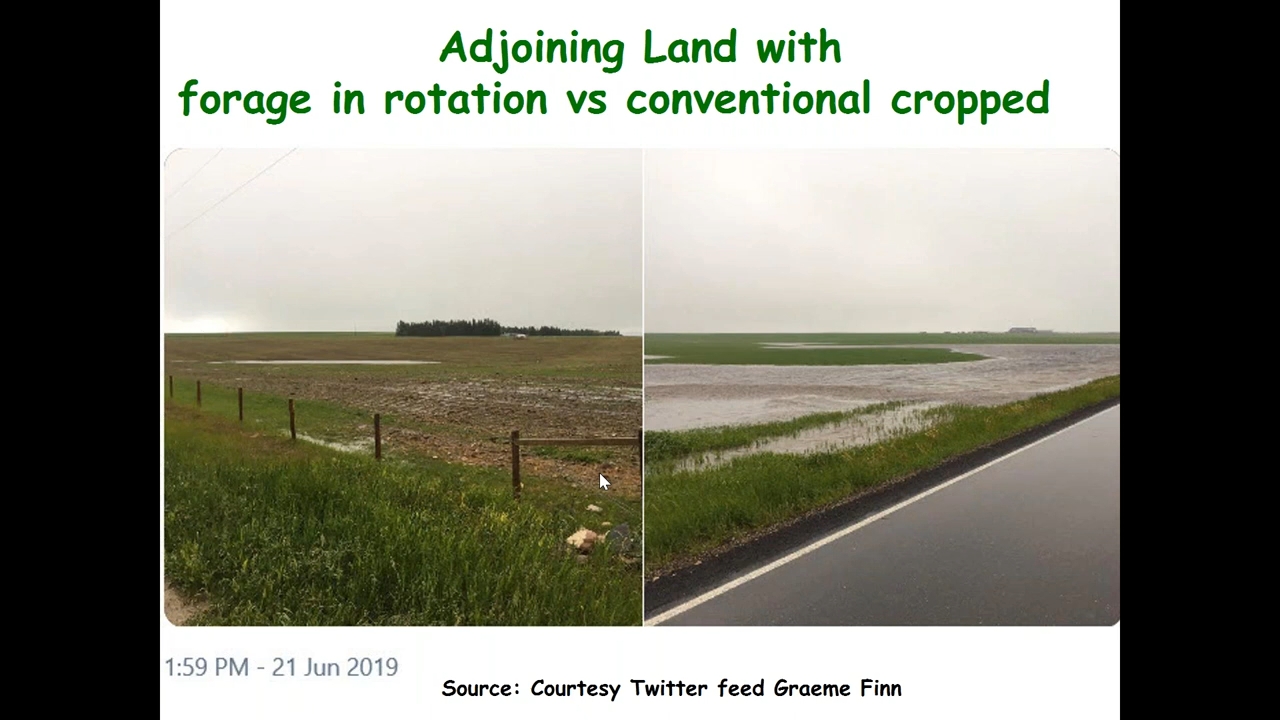 Adjoining Land with
forage in rotation vs conventional cropped
1:59 PM - 21 Jun 2019
Source: Courtesy Twitter feed Graeme Finn